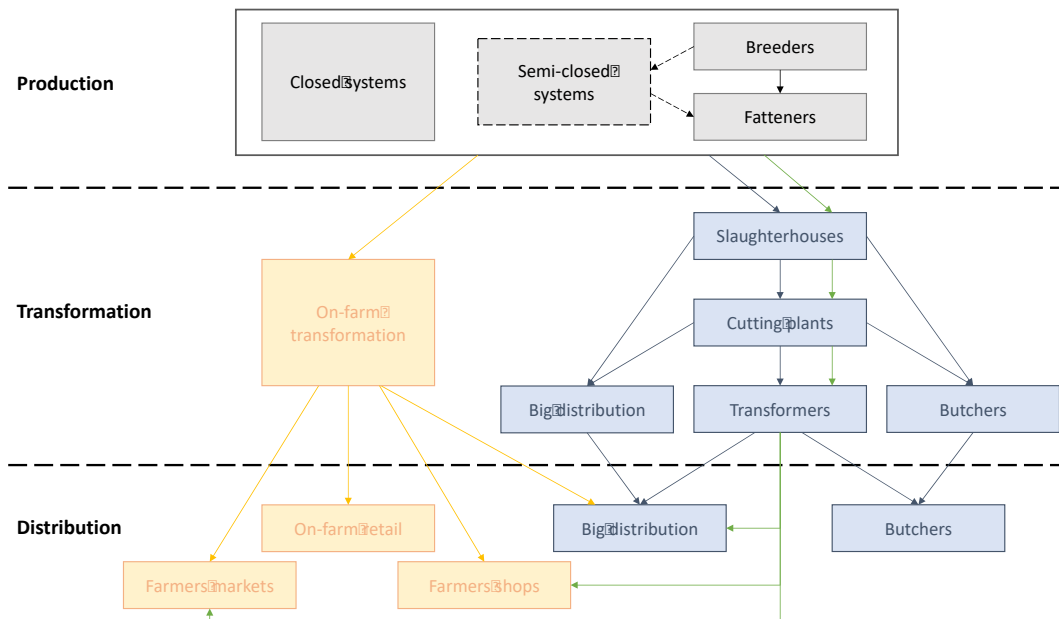 Production
Closed systems
Semi-closed
systems
Breeders
Fatteners
Transformation
On-farm
transformation
Slaughterhouses
Cutting plants
Big distribution
Transformers
Butchers
Distribution
On-farm retail
Big distribution
Butchers
Farmers markets
Farmers shops